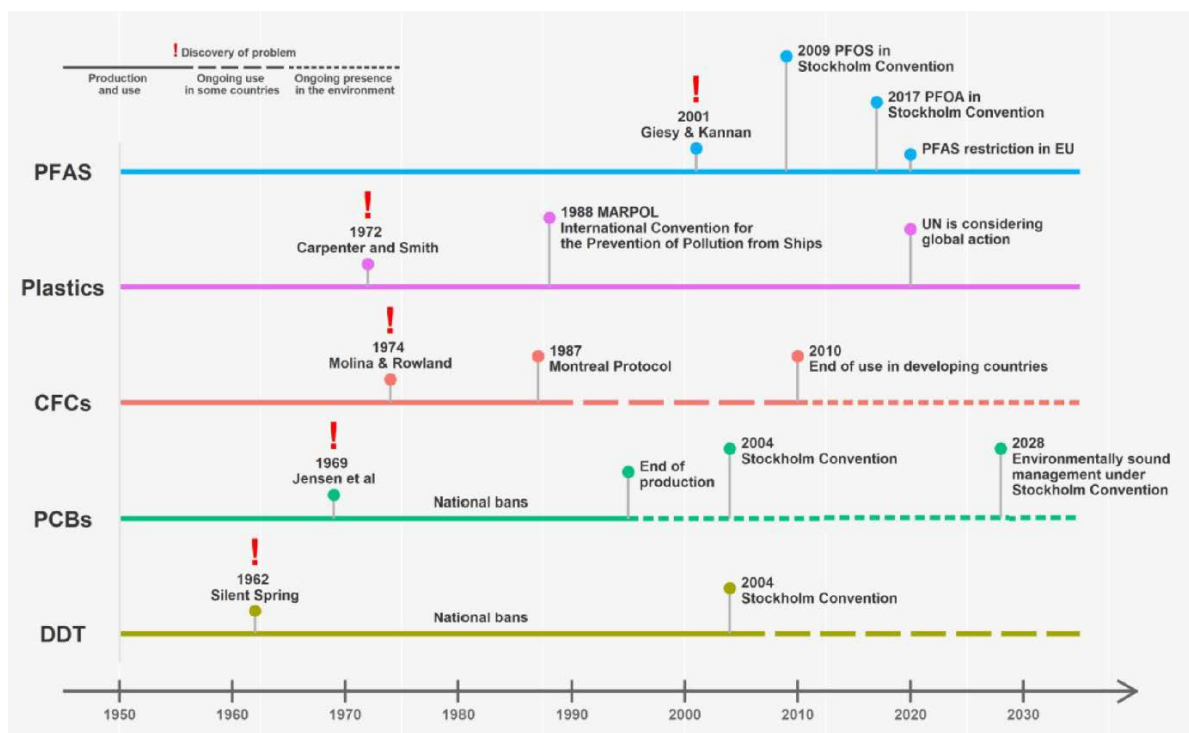 ! Discovery of problem
Production
and use
Ongoing use
in some countries
Ongoing presence
in the environment
PFAS
!
2001
Giesy & Kannan
2009 PFOS in
Stockholm Convention
2017 PFOA in
Stockholm Convention
PFAS restriction in EU
Plastics
!
1972
Carpenter and Smith
1988 MARPOL
International Convention for
the Prevention of Pollution from Ships
UN is considering
global action
CFCs
!
1974
Molina & Rowland
1987
Montreal Protocol
2010
End of use in developing countries
PCBs
!
1969
Jensen et al
National bans
End of
production
2004
Stockholm Convention
2028
Environmentally sound
management under
Stockholm Convention
DDT
!
1962
Silent Spring
National bans
2004
Stockholm Convention
1950 1960 1970 1980 1990 2000 2010 2020 2030